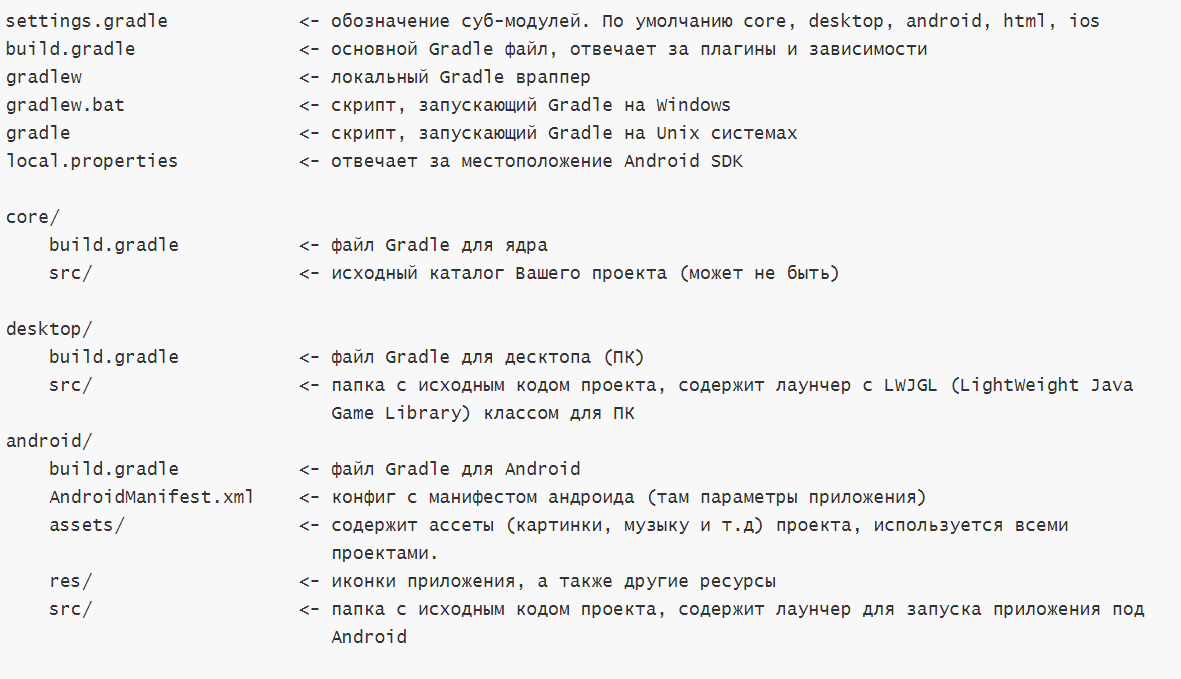 settings.gradle <- обозначение суб-модулей. По умолчанию core, desktop, android, html, ios
build.gradle <- основной Gradle файл, отвечает за плагины и зависимости
gradlew <- локальный Gradle враппер
gradlew.bat <- скрипт, запускающий Gradle на Windows
gradle <- скрипт, запускающий Gradle на Unix системах
local.properties <- отвечает за местоположение Android SDK
core/
build.gradle <- файл Gradle для ядра
src/ <- исходный каталог Вашего проекта (может не быть)
desktop/
build.gradle <- файл Gradle для десктопа (ПК)
src/ <- папка с исходным кодом проекта, содержит лаунчер с LWJGL (LightWeight Java
Game Library) классом для ПК
android/
build.gradle <- файл Gradle для Android
AndroidManifest.xml <- конфиг с манифестом андроида (там параметры приложения)
assets/ <- содержит ассеты (картинки, музыку и т.д) проекта, используется всеми
проектами.
res/ <- иконки приложения, а также другие ресурсы
src/ <- папка с исходным кодом проекта, содержит лаунчер для запуска приложения под
Android